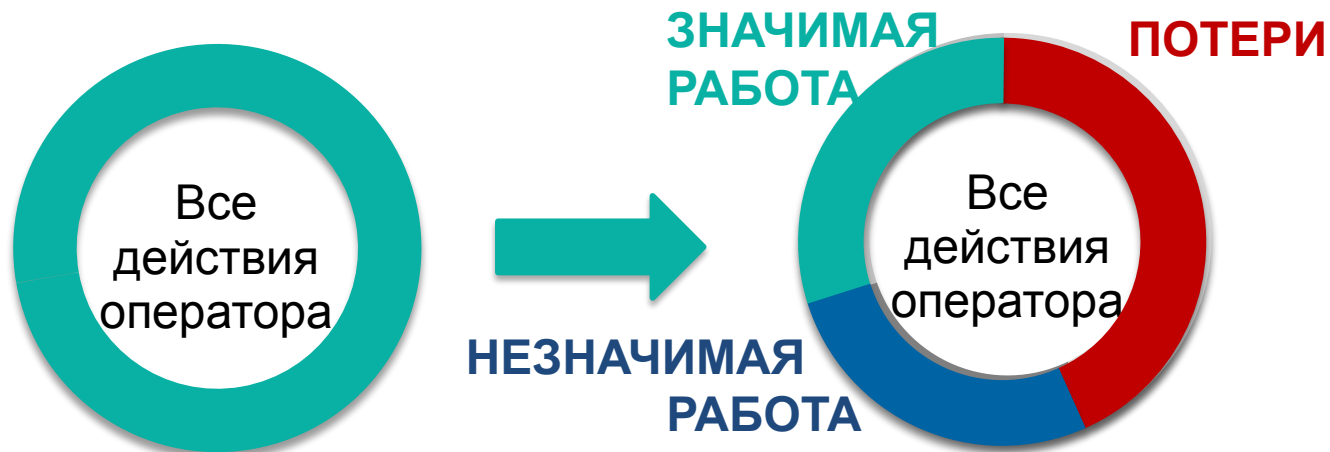 Все
действия
оператора
ЗНАЧИМАЯ
РАБОТА
ПОТЕРИ
Все
действия
оператора
НЕЗНАЧИМАЯ
РАБОТА